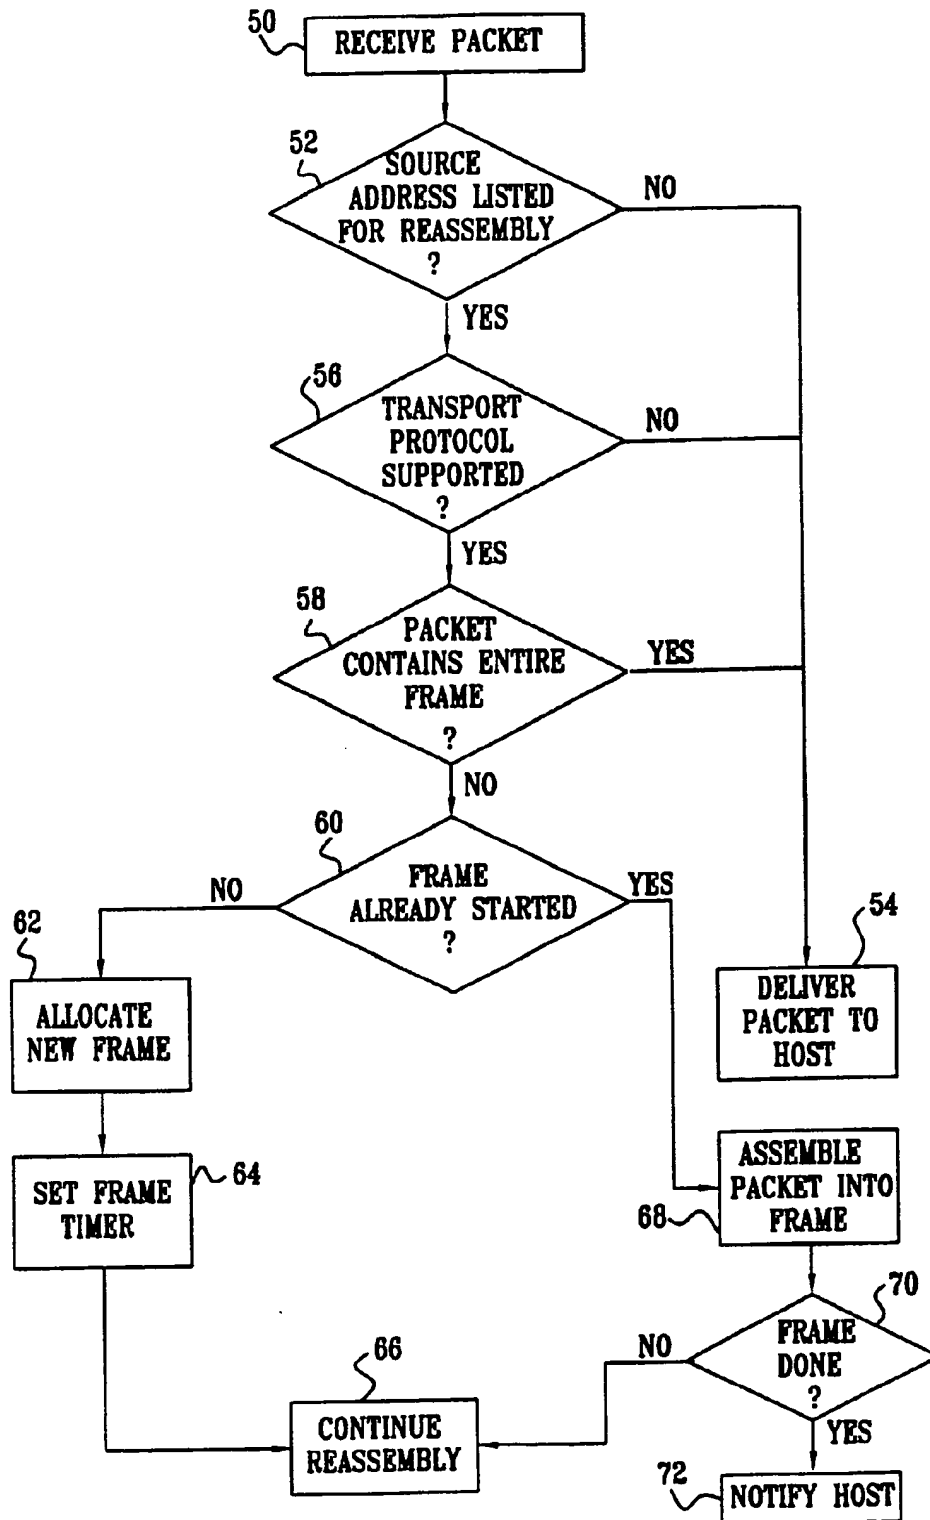 50
RECEIVE PACKET
52
SOURCE
ADDRESS LISTED
FOR REASSEMBLY
?
NO
YES
56
TRANSPORT
PROTOCOL
SUPPORTED
?
NO
YES
58
PACKET
CONTAINS ENTIRE
FRAME
?
YES
NO
60
FRAME
ALREADY STARTED
?
NO
YES
62
ALLOCATE
NEW FRAME
54
DELIVER
PACKET TO
HOST
64
SET FRAME
TIMER
68
ASSEMBLE
PACKET INTO
FRAME
70
FRAME
DONE
?
NO
YES
66
CONTINUE
REASSEMBLY
72
NOTIFY HOST